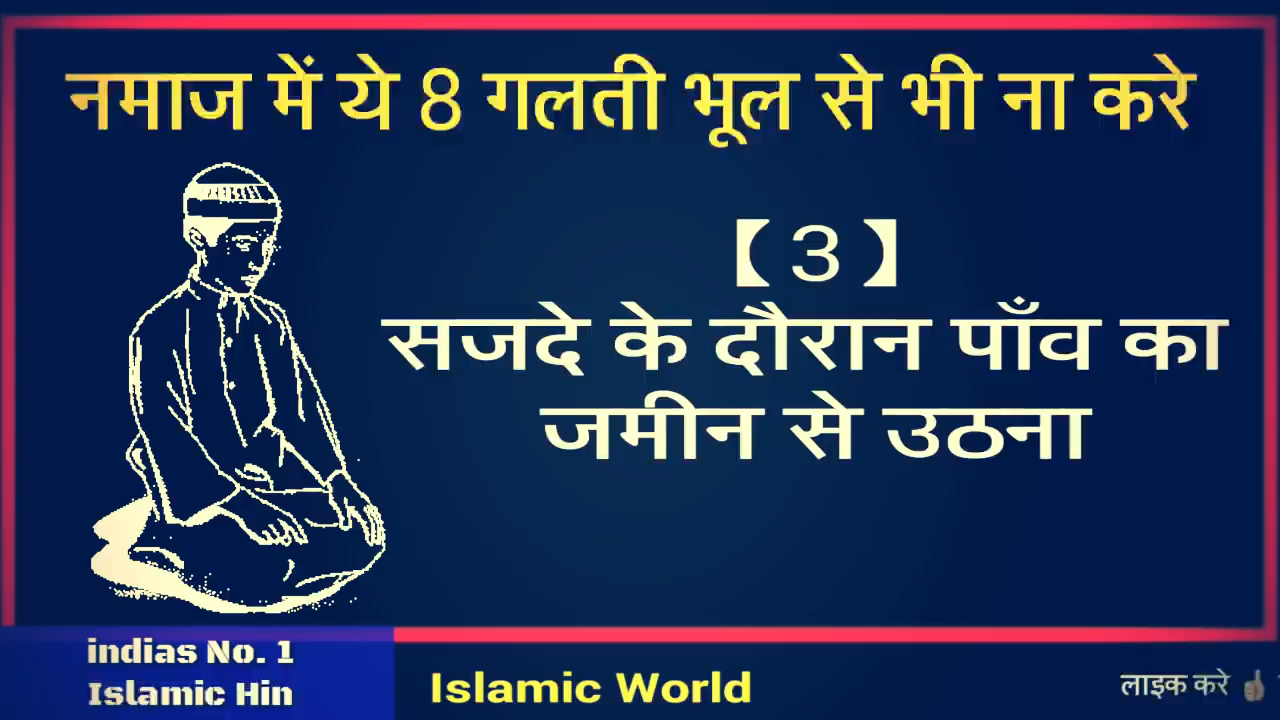 नमाज में ये 8 गलती भूल से भी ना करे
【 3 】
सजदे के दौरान पाँव का
जमीन से उठना
indias No. 1
Islamic Hin
Islamic World
लाइक करे 👍